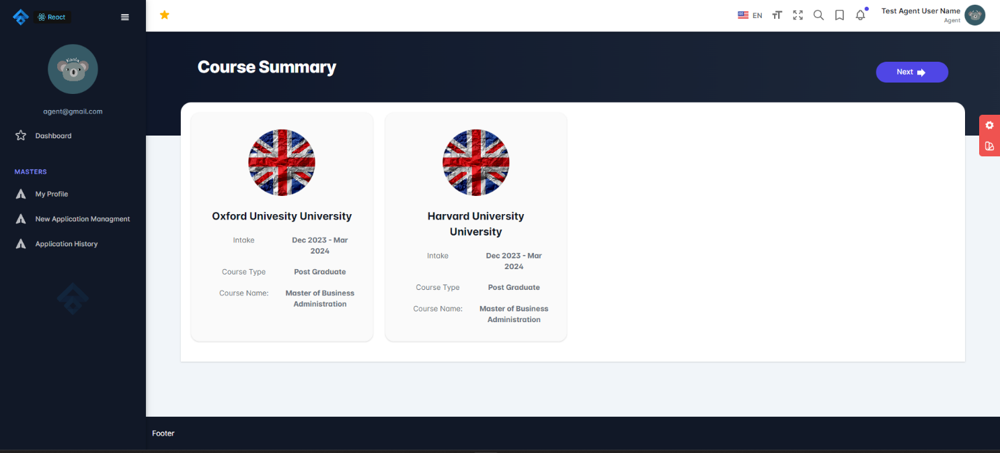 React
EN
Test Agent User Name
Agent
Koala
agent@gmail.com
Dashboard
MASTERS
My Profile
New Application Managment
Application History
Course Summary
Next
Oxford Univesity University
Intake
Dec 2023 - Mar
2024
Course Type
Post Graduate
Course Name:
Master of Business
Administration
Harvard University
University
Intake
Dec 2023 - Mar
2024
Course Type
Post Graduate
Course Name:
Master of Business
Administration
Footer